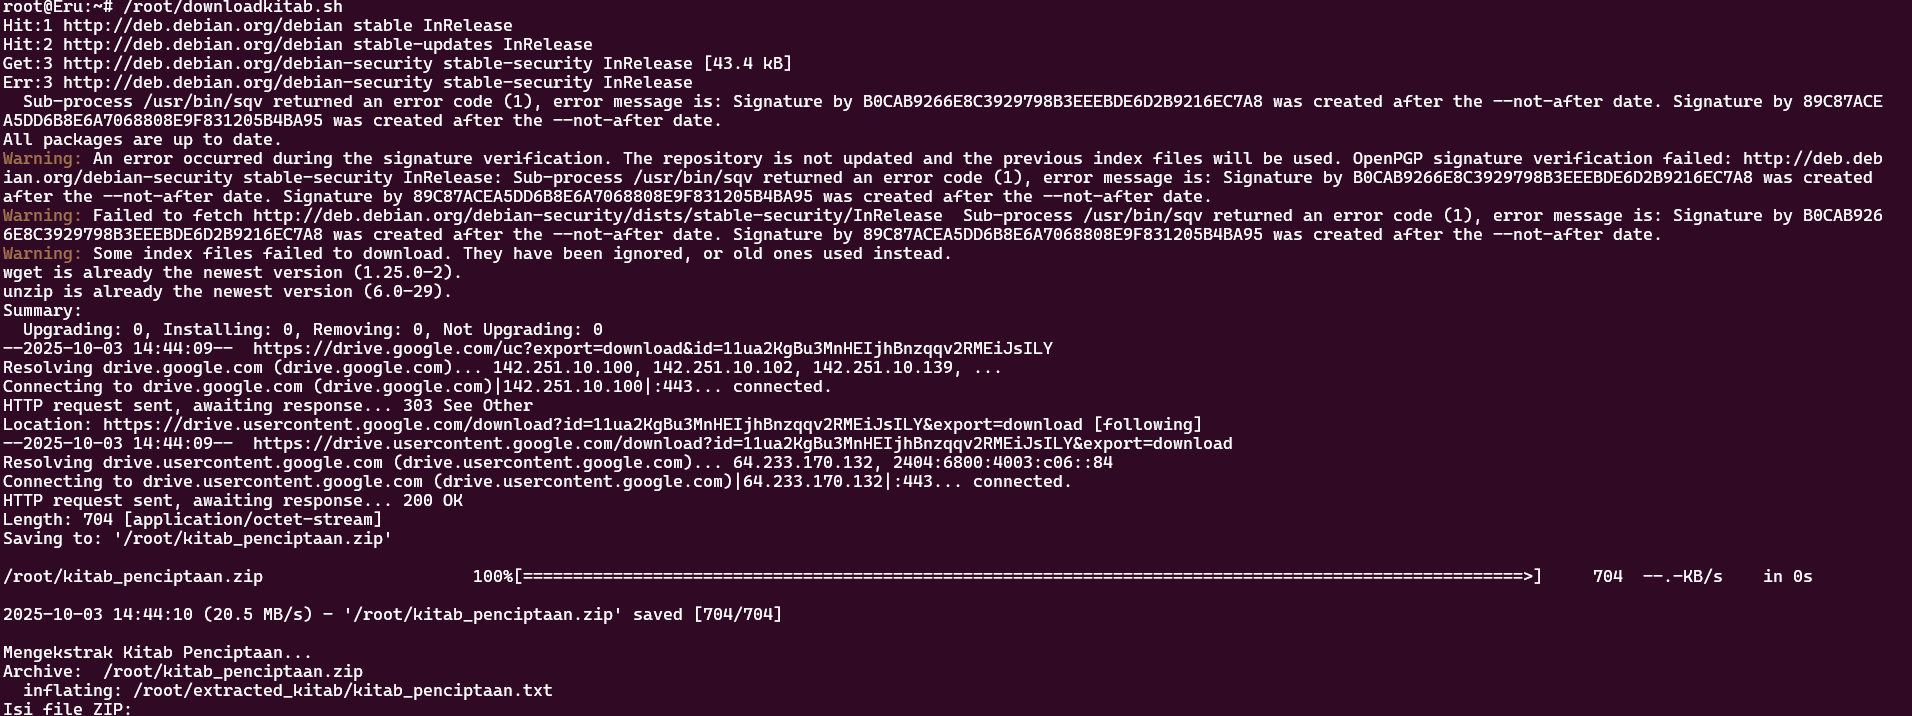 root@Eru:~# /root/downloadkitab.sh
Hit:1 http://deb.debian.org/debian stable InRelease
Hit:2 http://deb.debian.org/debian stable-updates InRelease
Get:3 http://deb.debian.org/debian-security stable-security InRelease [43.4 kB]
Err:3 http://deb.debian.org/debian-security stable-security InRelease
  Sub-process /usr/bin/sqv returned an error code (1), error message is: Signature by B0CAB9266E8C3929798B3EEEBDE6D2B9216EC7A8 was created after the --not-after date. Signature by 89C87ACE
A5DD6B8E6A7068808E9F831205B4BA95 was created after the --not-after date.
All packages are up to date.
Warning: An error occurred during the signature verification. The repository is not updated and the previous index files will be used. OpenPGP signature verification failed: http://deb.deb
ian.org/debian-security stable-security InRelease: Sub-process /usr/bin/sqv returned an error code (1), error message is: Signature by B0CAB9266E8C3929798B3EEEBDE6D2B9216EC7A8 was created
after the --not-after date. Signature by 89C87ACEA5DD6B8E6A7068808E9F831205B4BA95 was created after the --not-after date.
Warning: Failed to fetch http://deb.debian.org/debian-security/dists/stable-security/InRelease  Sub-process /usr/bin/sqv returned an error code (1), error message is: Signature by B0CAB926
6E8C3929798B3EEEBDE6D2B9216EC7A8 was created after the --not-after date. Signature by 89C87ACEA5DD6B8E6A7068808E9F831205B4BA95 was created after the --not-after date.
Warning: Some index files failed to download. They have been ignored, or old ones used instead.
wget is already the newest version (1.25.0-2).
unzip is already the newest version (6.0-29).
Summary:
  Upgrading: 0, Installing: 0, Removing: 0, Not Upgrading: 0
--2025-10-03 14:44:09--  https://drive.google.com/uc?export=download&id=11ua2KgBu3MnHEIjhBnzqqv2RMEiJsILY
Resolving drive.google.com (drive.google.com)... 142.251.10.100, 142.251.10.102, 142.251.10.139, ...
Connecting to drive.google.com (drive.google.com)|142.251.10.100|:443... connected.
HTTP request sent, awaiting response... 303 See Other
Location: https://drive.usercontent.google.com/download?id=11ua2KgBu3MnHEIjhBnzqqv2RMEiJsILY&export=download [following]
--2025-10-03 14:44:09--  https://drive.usercontent.google.com/download?id=11ua2KgBu3MnHEIjhBnzqqv2RMEiJsILY&export=download
Resolving drive.usercontent.google.com (drive.usercontent.google.com)... 64.233.170.132, 2404:6800:4003:c06::84
Connecting to drive.usercontent.google.com (drive.usercontent.google.com)|64.233.170.132|:443... connected.
HTTP request sent, awaiting response... 200 OK
Length: 704 [application/octet-stream]
Saving to: '/root/kitab_penciptaan.zip'
/root/kitab_penciptaan.zip                     100%[====================================================================================================>]     704  --.-KB/s    in 0s
2025-10-03 14:44:10 (20.5 MB/s) - '/root/kitab_penciptaan.zip' saved [704/704]
Mengekstrak Kitab Penciptaan...
Archive:  /root/kitab_penciptaan.zip
  inflating: /root/extracted_kitab/kitab_penciptaan.txt
Isi file ZIP: